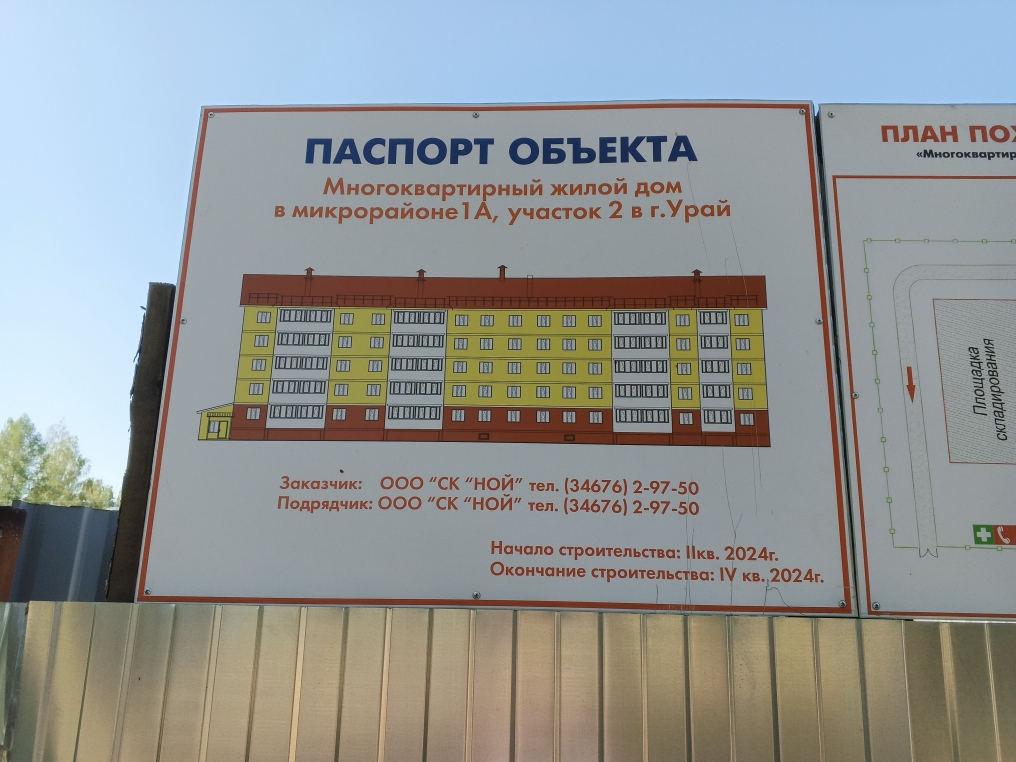 ПАСПОРТ ОБЪЕКТА
Многоквартирный жилой дом
в микрорайоне1А, участок 2 в г.Урай
Заказчик: ООО "СК "НОЙ" тел. (34676) 2-97-50
Подрядчик: ООО "СК "НОЙ" тел. (34676) 2-97-50
Начало строительства: IIкв. 2024г.
Окончание строительства: IV кв. 2024г.
ПЛАН ПОЖ
«Многоквартир
Площадка
складирования